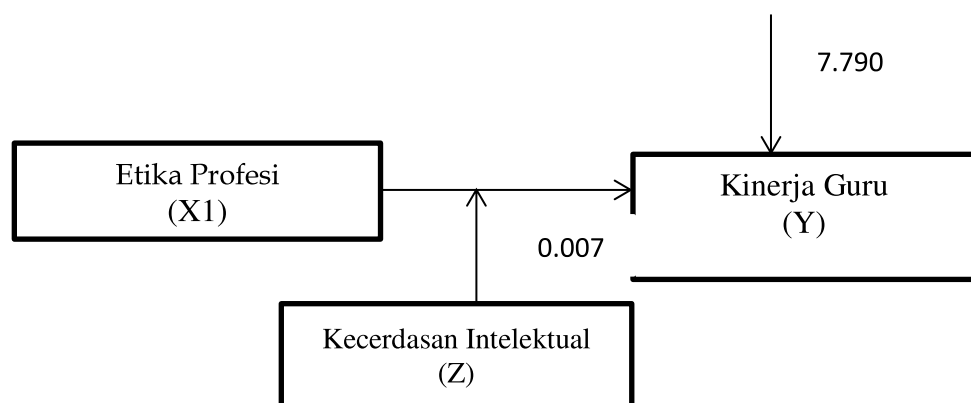 7.790
Etika Profesi
(X1)
Kinerja Guru
(Y)
0.007
Kecerdasan Intelektual
(Z)